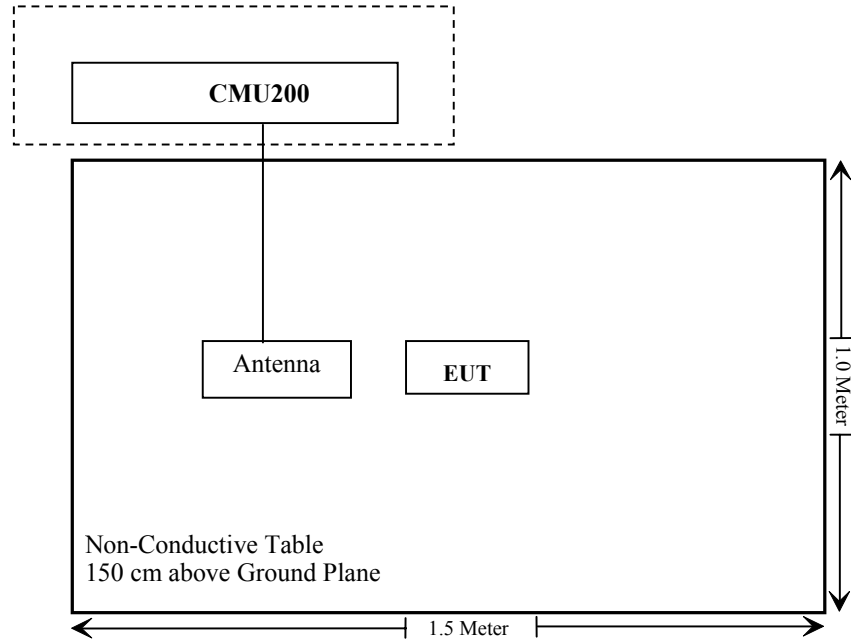 CMU200
Antenna
EUT
1.0 Meter
Non-Conductive Table
150 cm above Ground Plane
1.5 Meter